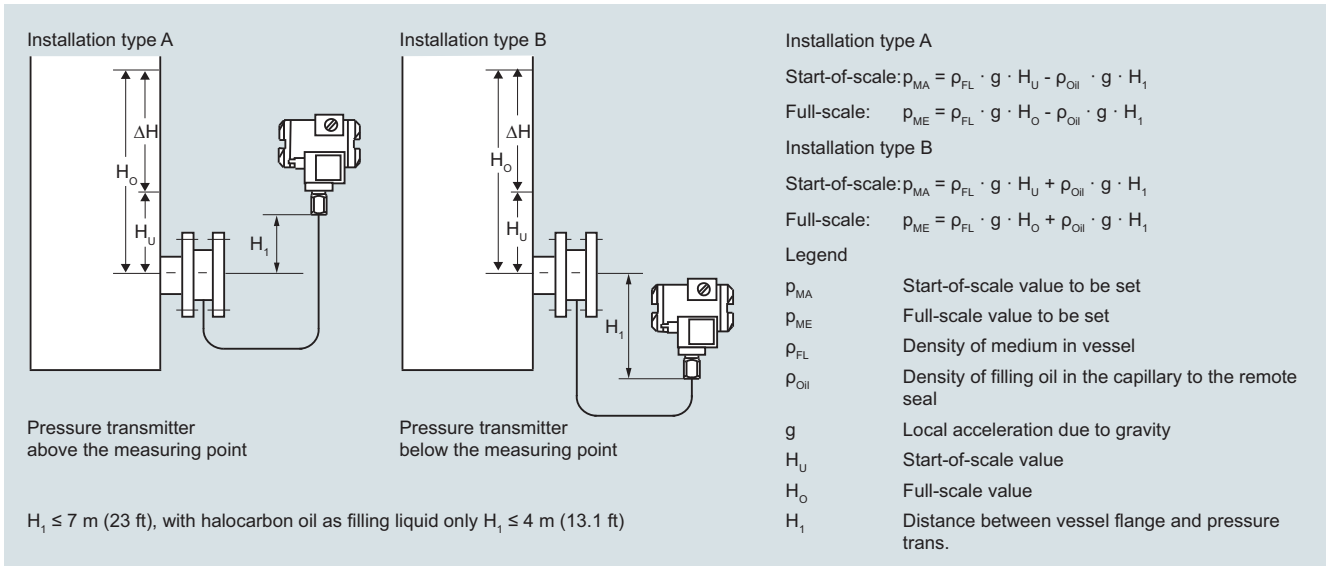 Installation type A
ΔH
H_O
H_U
H_1
Pressure transmitter
above the measuring point
Installation type B
ΔH
H_O
H_U
H_1
Pressure transmitter
below the measuring point
H_1 ≤ 7 m (23 ft), with halocarbon oil as filling liquid only H_1 ≤ 4 m (13.1 ft)
Installation type A
Start-of-scale: p_MA = ρ_FL · g · H_U - ρ_Oil · g · H_1
Full-scale: p_ME = ρ_FL · g · H_O - ρ_Oil · g · H_1
Installation type B
Start-of-scale: p_MA = ρ_FL · g · H_U + ρ_Oil · g · H_1
Full-scale: p_ME = ρ_FL · g · H_O + ρ_Oil · g · H_1
Legend
p_MA Start-of-scale value to be set
p_ME Full-scale value to be set
ρ_FL Density of medium in vessel
ρ_Oil Density of filling oil in the capillary to the remote
seal
g Local acceleration due to gravity
H_U Start-of-scale value
H_O Full-scale value
H_1 Distance between vessel flange and pressure
trans.